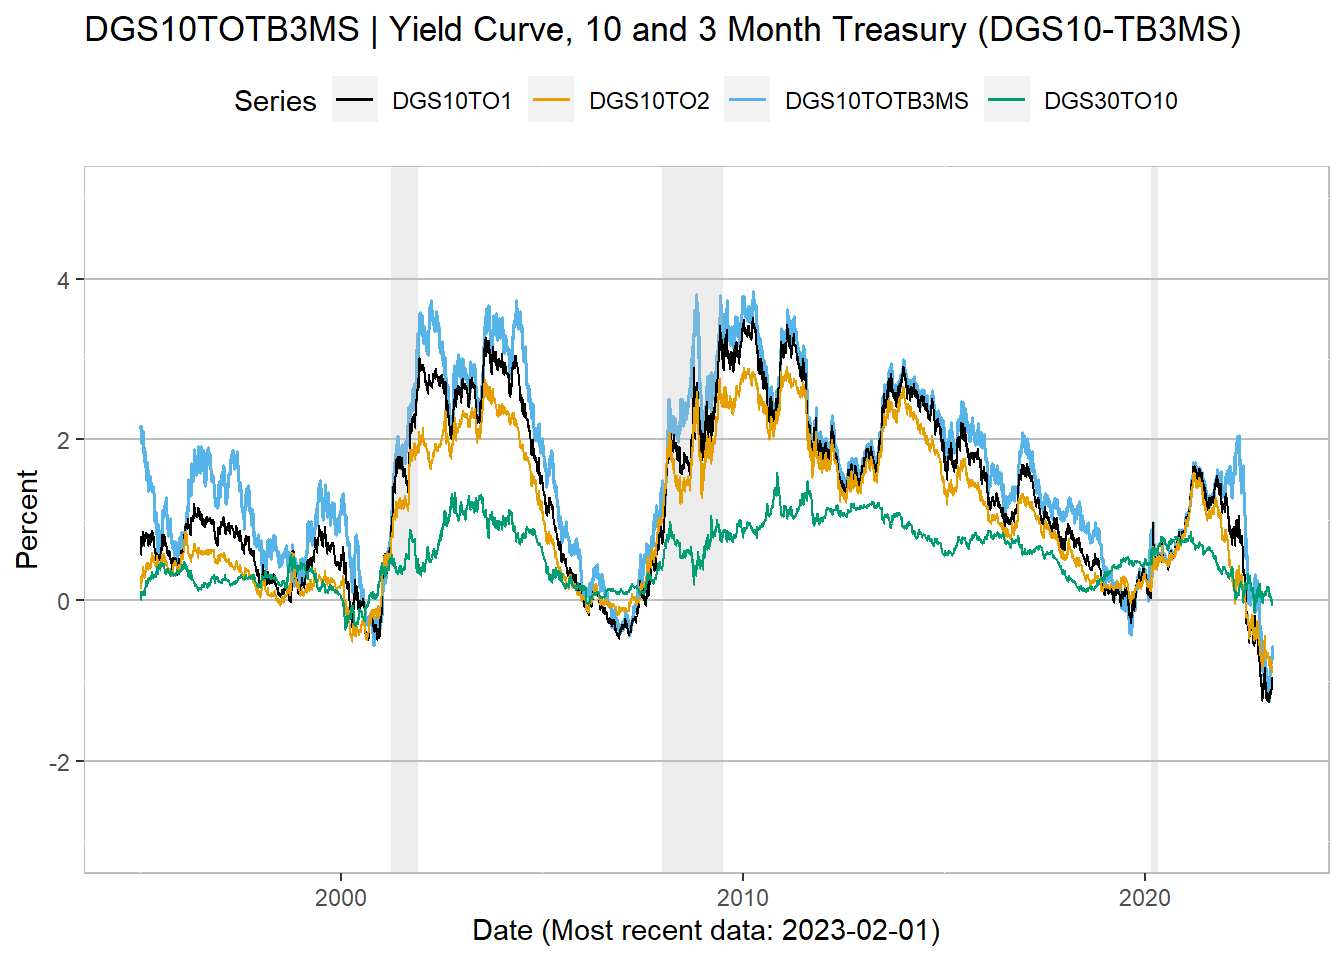 DGS10TOTB3MS | Yield Curve, 10 and 3 Month Treasury (DGS10-TB3MS)
Series DGS10TO1 DGS10TO2 DGS10TOTB3MS DGS30TO10
Percent
4
2
0
-2
2000 2010 2020
Date (Most recent data: 2023-02-01)